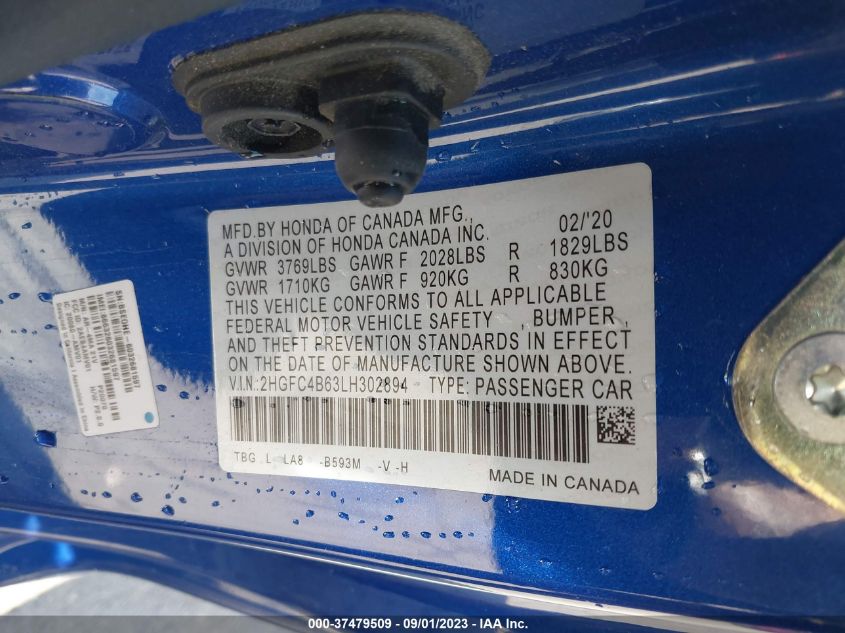 MFD.BY HONDA OF CANADA MFG., 02/'20
A DIVISION OF HONDA CANADA INC.
GVWR 3769LBS GAWR F 2028LBS R 1829LBS
GVWR 1710KG GAWR F 920KG R 830KG
THIS VEHICLE CONFORMS TO ALL APPLICABLE
FEDERAL MOTOR VEHICLE SAFETY , BUMPER ,
AND THEFT PREVENTION STANDARDS IN EFFECT
ON THE DATE OF MANUFACTURE SHOWN ABOVE.
V.I.N.:2HGFC4B63LH302894 TYPE: PASSENGER CAR
TBG L LA8 -B593M -V -H
MADE IN CANADA
000-37479509 - 09/01/2023 - IAA Inc.